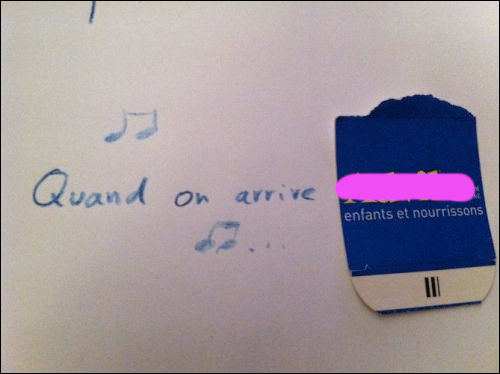 Quand on arrive
enfants et nourrissons